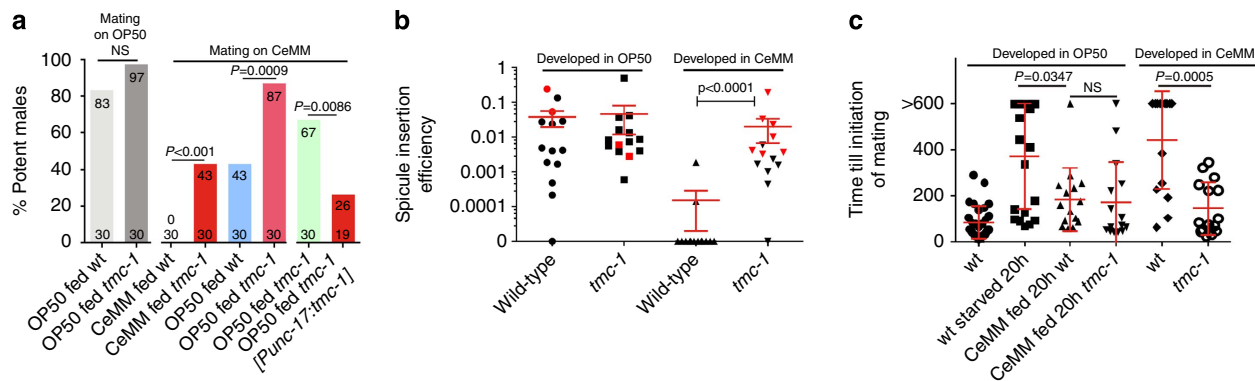 a
Mating
on OP50
NS
Mating on CeMM
P=0.0009
P=0.0086
P<0.001
% Potent males
100
80
60
40
20
0
83
97
0
43
43
87
67
26
30
30
30
30
30
30
30
19
OP50 fed wt
OP50 fed tmc-1
CeMM fed wt
CeMM fed tmc-1
OP50 fed wt
OP50 fed tmc-1
OP50 fed tmc-1
OP50 fed tmc-1
[Punc-17:tmc-1]
b
Developed in OP50
Developed in CeMM
p<0.0001
Spicule insertion
efficiency
1
0.1
0.01
0.001
0.0001
0
Wild-type
tmc-1
Wild-type
tmc-1
c
Developed in OP50
Developed in CeMM
P=0.0347
NS
P=0.0005
Time till initiation
of mating
>600
400
200
0
wt
wt starved 20h
CeMM fed 20h wt
CeMM fed 20h tmc-1
wt
tmc-1